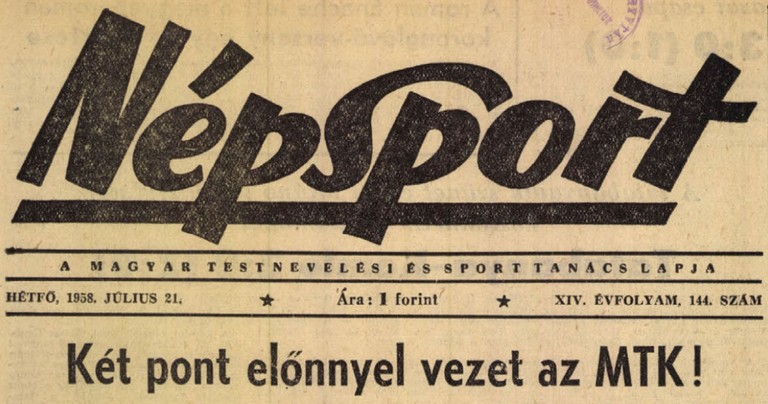 Népsport
A MAGYAR TESTNEVELÉSI ÉS SPORT TANÁCS LAPJA
HÉTFŐ, 1958. JÚLIUS 21. ★ Ára: 1 forint ★ XIV. ÉVFOLYAM, 144. SZÁM
Két pont előnnyel vezet az MTK!